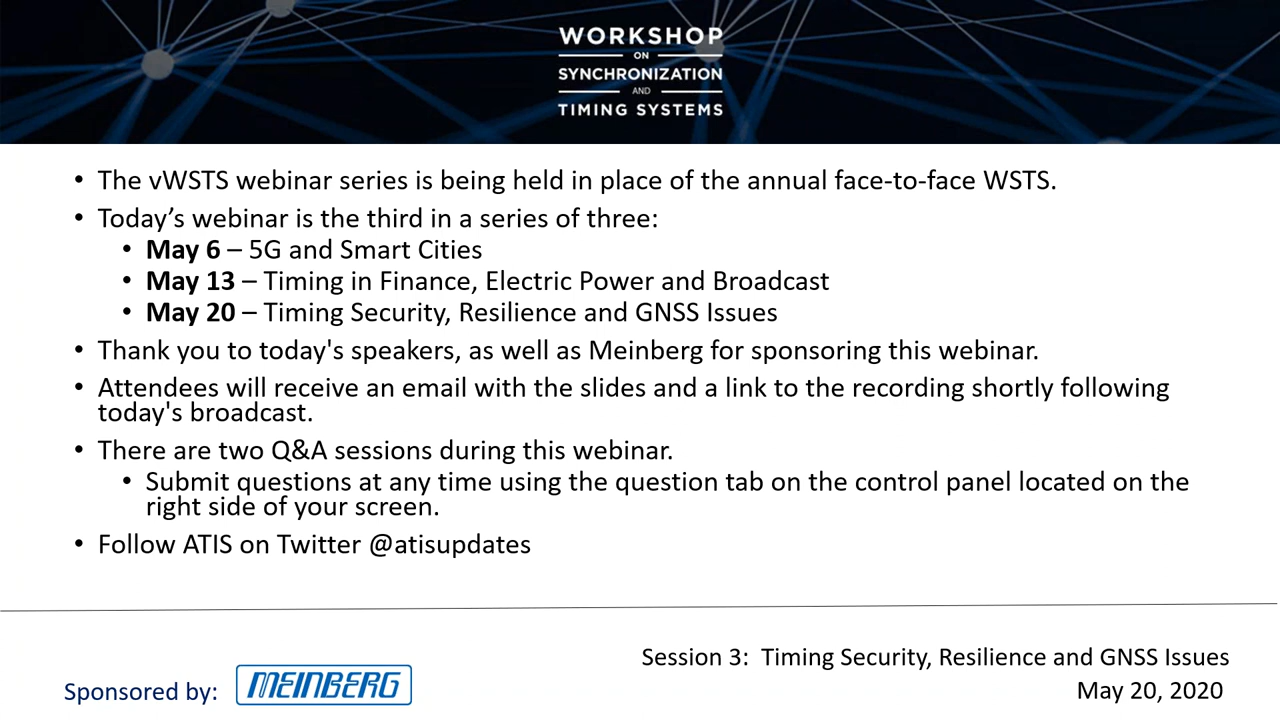 WORKSHOP
ON
SYNCHRONIZATION
AND
TIMING SYSTEMS
• The vWSTS webinar series is being held in place of the annual face-to-face WSTS.
• Today’s webinar is the third in a series of three:
• May 6 – 5G and Smart Cities
• May 13 – Timing in Finance, Electric Power and Broadcast
• May 20 – Timing Security, Resilience and GNSS Issues
• Thank you to today's speakers, as well as Meinberg for sponsoring this webinar.
• Attendees will receive an email with the slides and a link to the recording shortly following
today's broadcast.
• There are two Q&A sessions during this webinar.
• Submit questions at any time using the question tab on the control panel located on the
right side of your screen.
• Follow ATIS on Twitter @atisupdates
Session 3:  Timing Security, Resilience and GNSS Issues
Sponsored by: MEINBERG
May 20, 2020